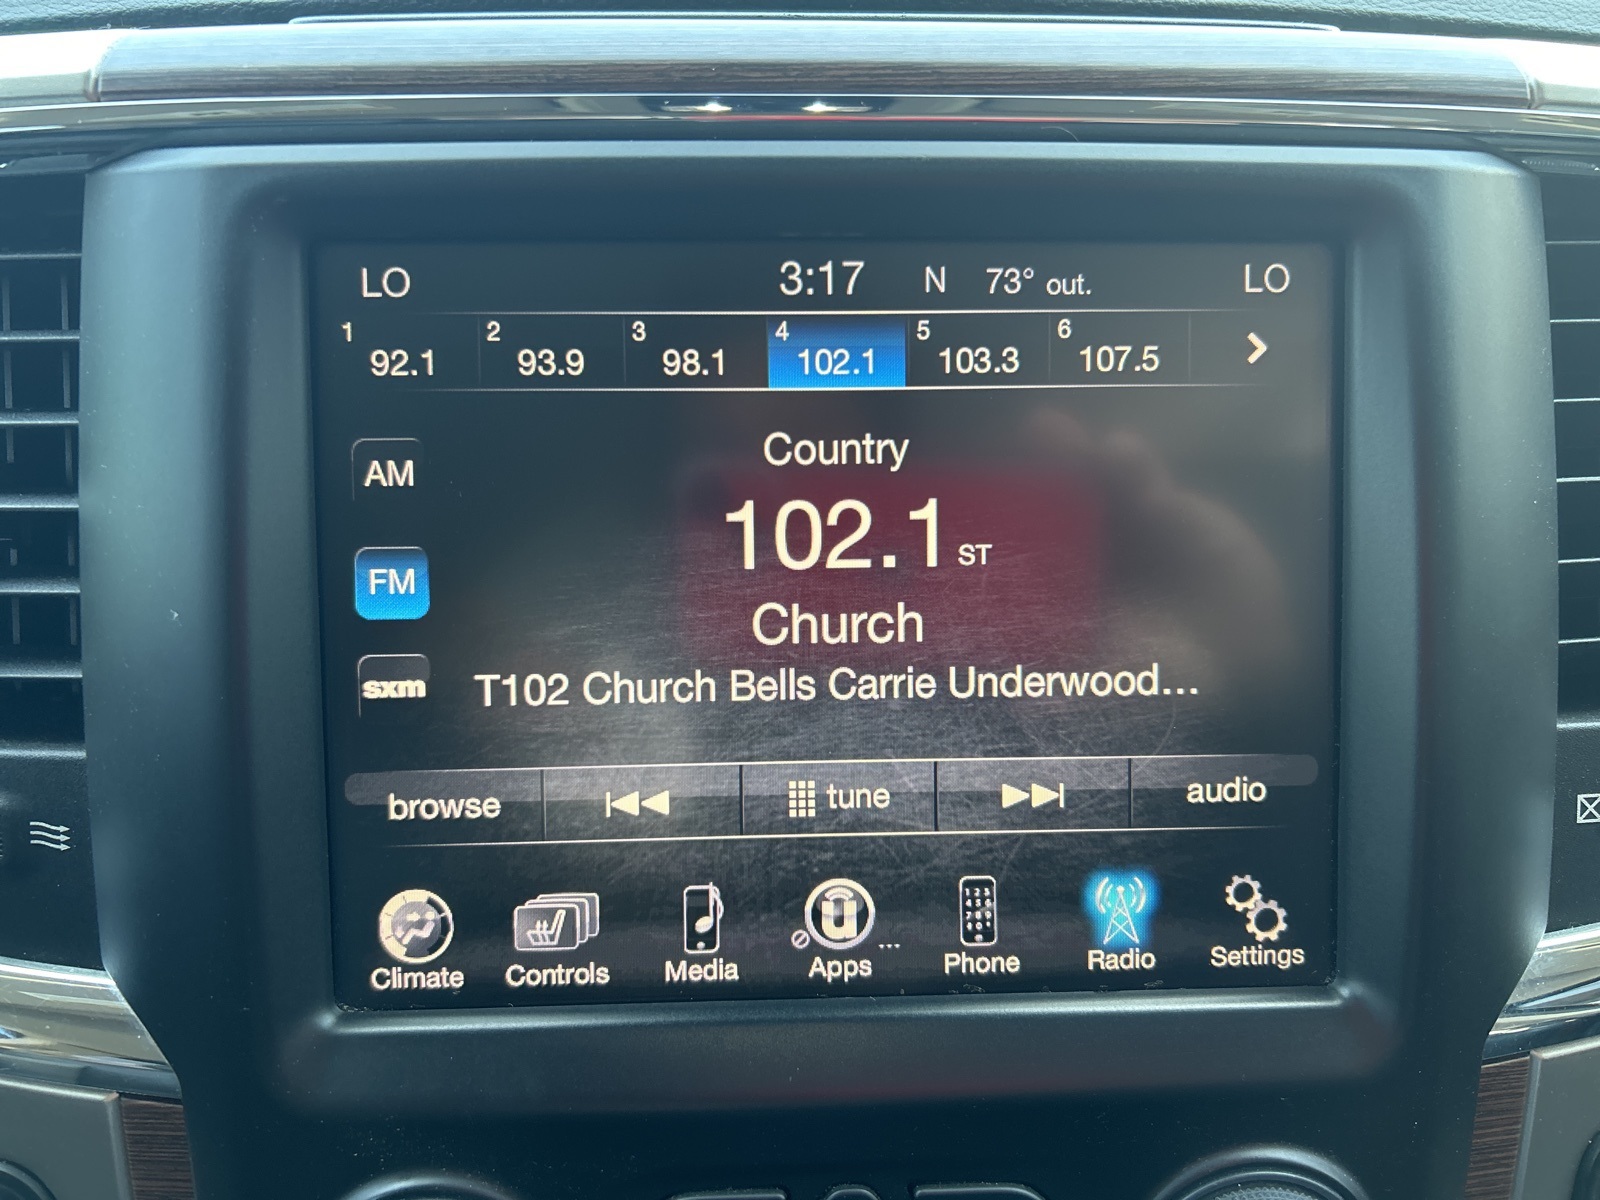 LO 3:17 N 73° out. LO
1 92.1 2 93.9 3 98.1 4 102.1 5 103.3 6 107.5
AM
Country
102.1 ST
FM
Church
sxm
T102 Church Bells Carrie Underwood...
browse tune audio
Climate Controls Media Apps Phone Radio Settings